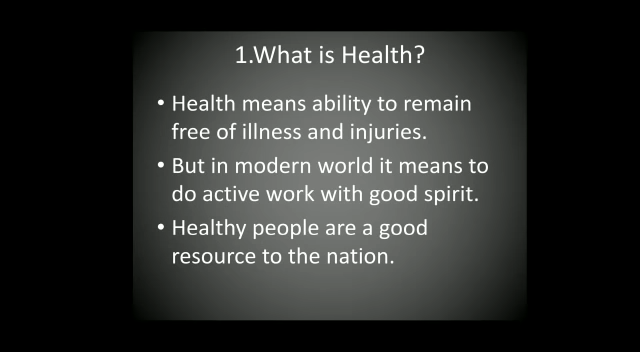 1.What is Health?
• Health means ability to remain
free of illness and injuries.
• But in modern world it means to
do active work with good spirit.
• Healthy people are a good
resource to the nation.